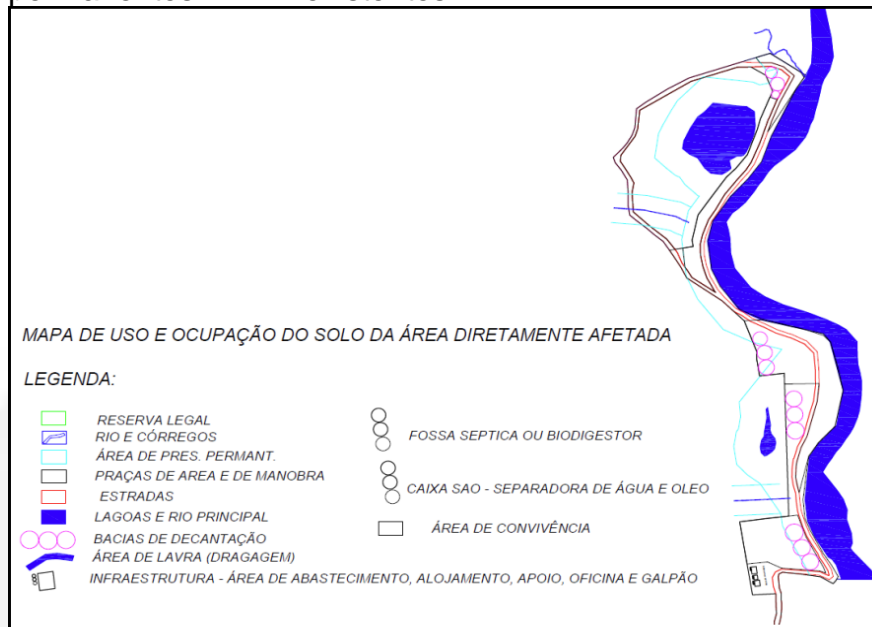 MAPA DE USO E OCUPAÇÃO DO SOLO DA ÁREA DIRETAMENTE AFETADA
LEGENDA:
RESERVA LEGAL
RIO E CÓRREGOS
ÁREA DE PRES. PERMANT.
PRAÇAS DE AREA E DE MANOBRA
ESTRADAS
LAGOAS E RIO PRINCIPAL
BACIAS DE DECANTAÇÃO
ÁREA DE LAVRA (DRAGAGEM)
INFRAESTRUTURA - ÁREA DE ABASTECIMENTO, ALOJAMENTO, APOIO, OFICINA E GALPÃO
FOSSA SEPTICA OU BIODIGESTOR
CAIXA SAO - SEPARADORA DE ÁGUA E OLEO
ÁREA DE CONVIVÊNCIA